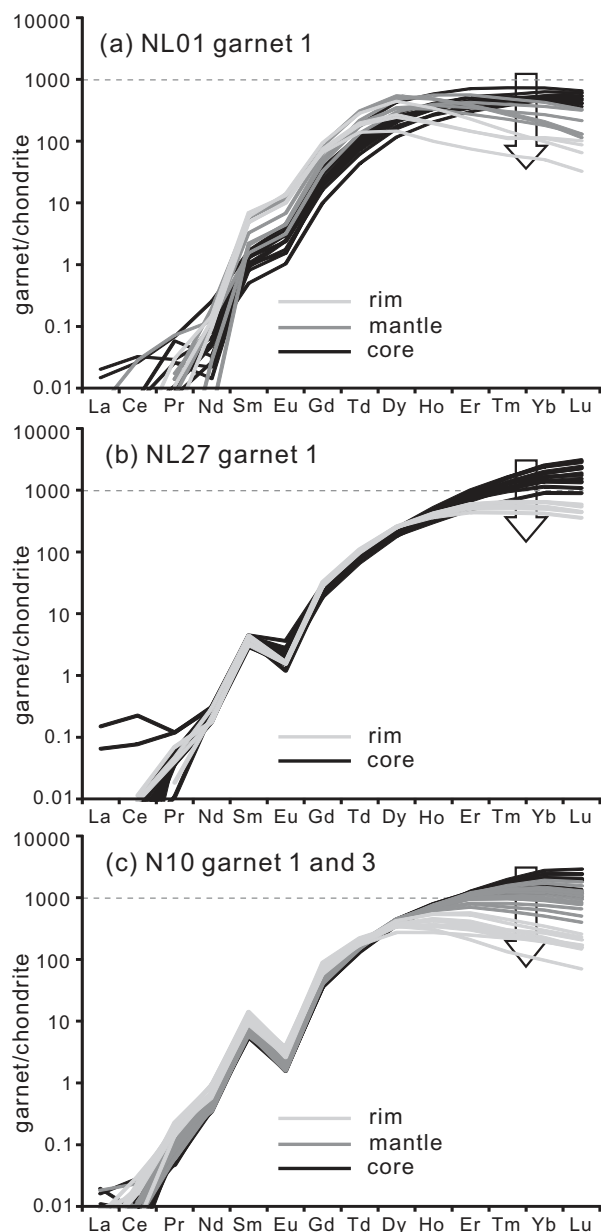 10000
(a) NL01 garnet 1
1000
100
10
1
0.1
0.01
garnet/chondrite
rim
mantle
core
La Ce Pr Nd Sm Eu Gd Td Dy Ho Er Tm Yb Lu
10000
(b) NL27 garnet 1
1000
100
10
1
0.1
0.01
garnet/chondrite
rim
core
La Ce Pr Nd Sm Eu Gd Td Dy Ho Er Tm Yb Lu
10000
(c) N10 garnet 1 and 3
1000
100
10
1
0.1
0.01
garnet/chondrite
rim
mantle
core
La Ce Pr Nd Sm Eu Gd Td Dy Ho Er Tm Yb Lu